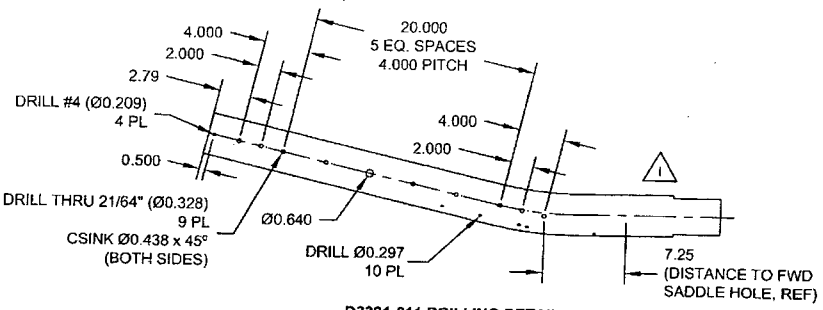 4.000
2.000
2.79
20.000
5 EQ. SPACES
4.000 PITCH
DRILL #4 (Ø0.209)
4 PL
0.500
4.000
2.000
1
DRILL THRU 21/64" (Ø0.328)
9 PL
CSINK Ø0.438 x 45º
(BOTH SIDES)
Ø0.640
DRILL Ø0.297
10 PL
7.25
(DISTANCE TO FWD
SADDLE HOLE, REF)